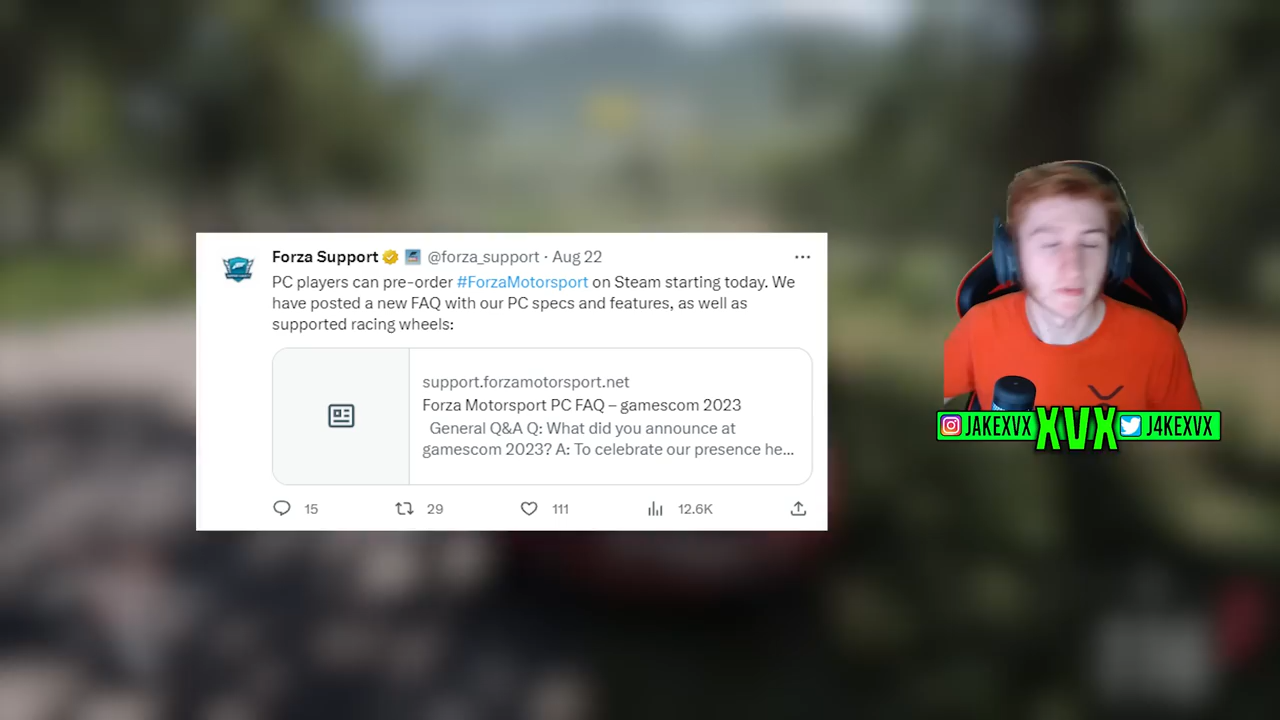 Forza Support @forza_support · Aug 22
PC players can pre-order #ForzaMotorsport on Steam starting today. We
have posted a new FAQ with our PC specs and features, as well as
supported racing wheels:
support.forzamotorsport.net
Forza Motorsport PC FAQ – gamescom 2023
General Q&A Q: What did you announce at
gamescom 2023? A: To celebrate our presence he...
15 29 111 12.6K
JAKEXVX XVX J4KEXVX